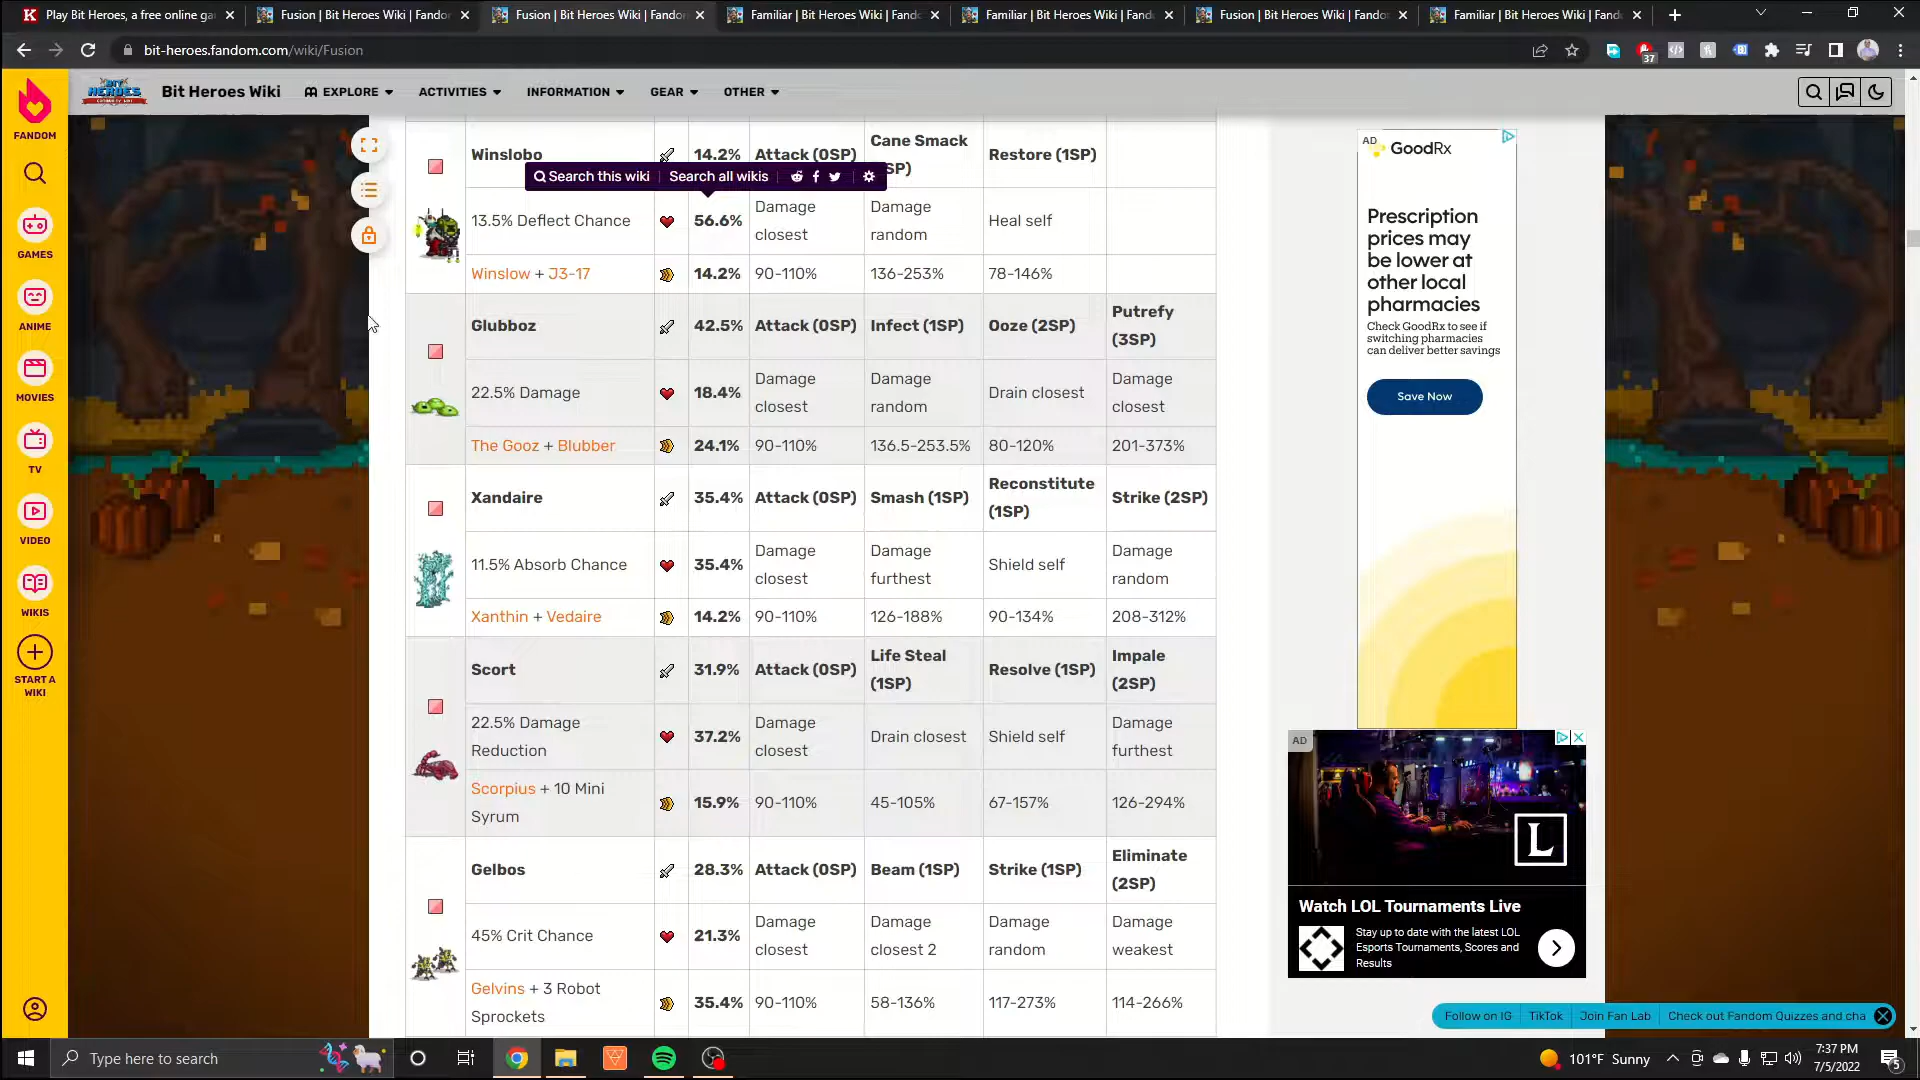 Play Bit Heroes, a free online ga
Fusion | Bit Heroes Wiki | Fandor
Fusion | Bit Heroes Wiki | Fandor
Familiar | Bit Heroes Wiki | Fando
Familiar | Bit Heroes Wiki | Fando
Fusion | Bit Heroes Wiki | Fandor
Familiar | Bit Heroes Wiki | Fando
bit-heroes.fandom.com/wiki/Fusion
37
BIT HEROES
Bit Heroes Wiki
EXPLORE
ACTIVITIES
INFORMATION
GEAR
OTHER
FANDOM
GAMES
ANIME
MOVIES
TV
VIDEO
WIKIS
START A
WIKI
Winslobo 14.2% Attack (0SP) Cane Smack
SP) Restore (1SP)
Search this wiki Search all wikis
13.5% Deflect Chance 56.6% Damage
closest Damage
random Heal self
Winslow + J3-17 14.2% 90-110% 136-253% 78-146%
Glubboz 42.5% Attack (0SP) Infect (1SP) Ooze (2SP) Putrefy
(3SP)
22.5% Damage 18.4% Damage
closest Damage
random Drain closest Damage
closest
The Gooz + Blubber 24.1% 90-110% 136.5-253.5% 80-120% 201-373%
Xandaire 35.4% Attack (0SP) Smash (1SP) Reconstitute
(1SP) Strike (2SP)
11.5% Absorb Chance 35.4% Damage
closest Damage
furthest Shield self Damage
random
Xanthin + Vedaire 14.2% 90-110% 126-188% 90-134% 208-312%
Scort 31.9% Attack (0SP) Life Steal
(1SP) Resolve (1SP) Impale
(2SP)
22.5% Damage
Reduction 37.2% Damage
closest Drain closest Shield self Damage
furthest
Scorpius + 10 Mini
Syrum 15.9% 90-110% 45-105% 67-157% 126-294%
Gelbos 28.3% Attack (0SP) Beam (1SP) Strike (1SP) Eliminate
(2SP)
45% Crit Chance 21.3% Damage
closest Damage
closest 2 Damage
random Damage
weakest
Gelvins + 3 Robot
Sprockets 35.4% 90-110% 58-136% 117-273% 114-266%
AD
GoodRx
Prescription
prices may
be lower at
other local
pharmacies
Check GoodRx to see if
switching pharmacies
can deliver better savings
Save Now
AD
L
Watch LOL Tournaments Live
Stay up to date with the latest LOL
Esports Tournaments, Scores and
Results
Follow on IG TikTok Join Fan Lab Check out Fandom Quizzes and cha
Type here to search
101°F Sunny
7:37 PM
7/5/2022
5